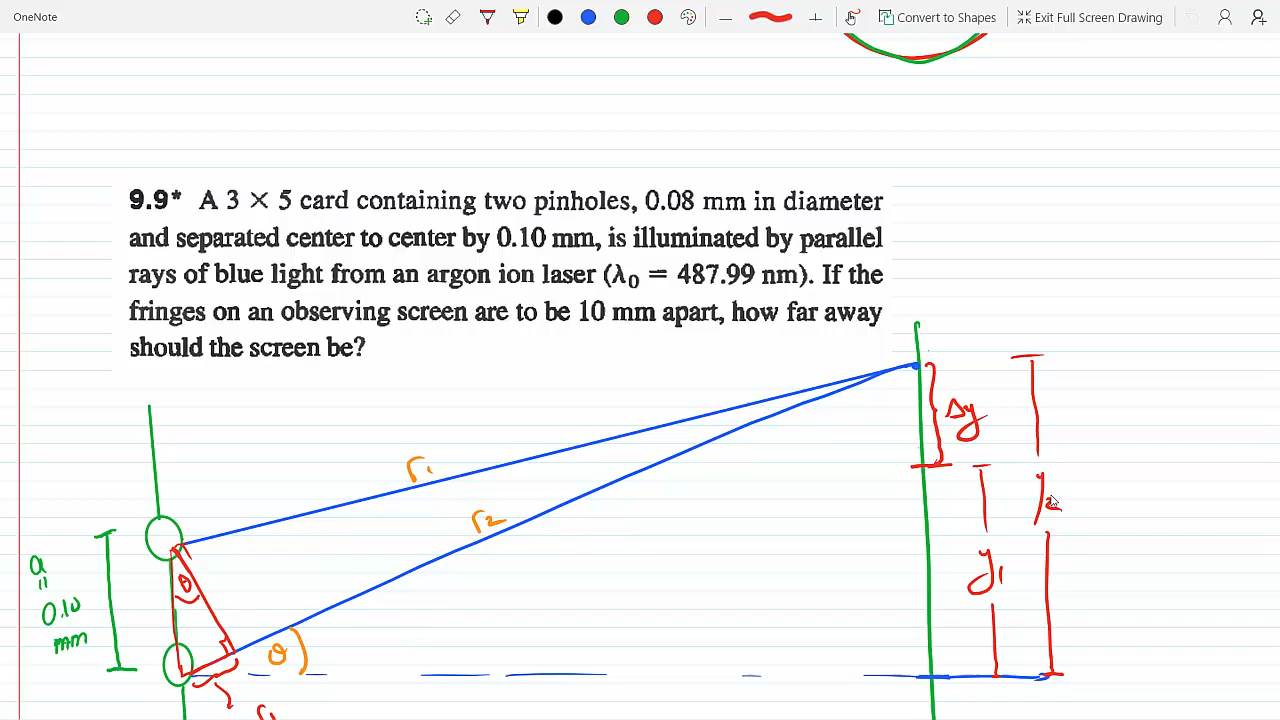 OneNote
Convert to Shapes
Exit Full Screen Drawing
9.9* A 3 × 5 card containing two pinholes, 0.08 mm in diameter
and separated center to center by 0.10 mm, is illuminated by parallel
rays of blue light from an argon ion laser (λ₀ = 487.99 nm). If the
fringes on an observing screen are to be 10 mm apart, how far away
should the screen be?
Δy
r₁
r₂
y₂
y₁
a
=
0.10
mm
θ
θ